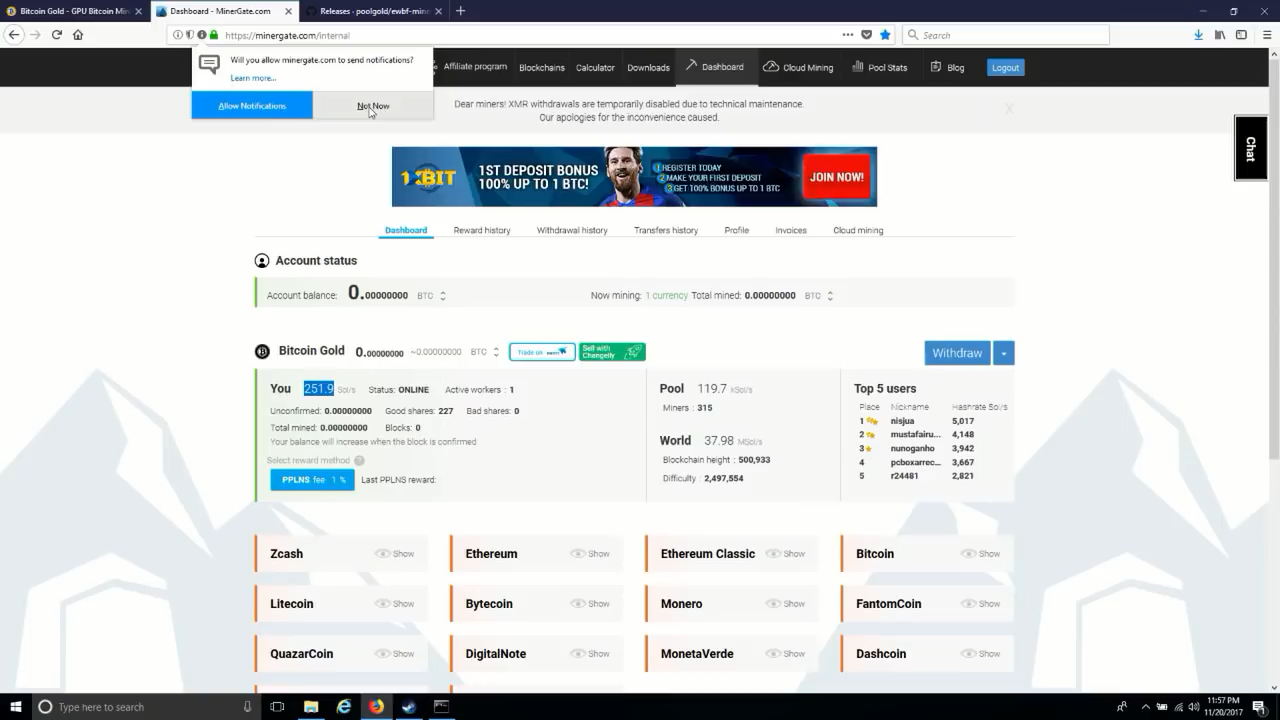 Bitcoin Gold - GPU Bitcoin Min
Dashboard - MinerGate.com
Releases - poolgold/ewbf-mine
https://minergate.com/internal
Search
Will you allow minergate.com to send notifications?
Learn more...
Allow Notifications
Not Now
Affiliate program
Blockchains
Calculator
Downloads
Dashboard
Cloud Mining
Pool Stats
Blog
Logout
Dear miners! XMR withdrawals are temporarily disabled due to technical maintenance.
Our apologies for the inconvenience caused.
Chat
1ST DEPOSIT BONUS
100% UP TO 1 BTC!
1 REGISTER TODAY
2 MAKE YOUR FIRST DEPOSIT
3 GET 100% BONUS UP TO 1 BTC
JOIN NOW!
Dashboard
Reward history
Withdrawal history
Transfers history
Profile
Invoices
Cloud mining
Account status
Account balance: 0.00000000 BTC
Now mining: 1 currency Total mined: 0.00000000 BTC
Bitcoin Gold 0.00000000 ~0.00000000 BTC
Trade on
Sell with Changelly
Withdraw
You 251.9 Sol/s Status: ONLINE Active workers : 1
Unconfirmed: 0.00000000 Good shares: 227 Bad shares: 0
Total mined: 0.00000000 Blocks: 0
Your balance will increase when the block is confirmed
Select reward method ?
PPLNS fee 1 % Last PPLNS reward:
Pool 119.7 kSol/s
Miners : 315
World 37.98 MSol/s
Blockchain height : 500,933
Difficulty : 2,497,554
Top 5 users
Place Nickname Hashrate Sol/s
1 nisjua 5,017
2 mustafairu... 4,148
3 nunoganho 3,942
4 pcboxarrec... 3,667
5 r24481 2,821
Zcash Show
Ethereum Show
Ethereum Classic Show
Bitcoin Show
Litecoin Show
Bytecoin Show
Monero Show
FantomCoin Show
QuazarCoin Show
DigitalNote Show
MonetaVerde Show
Dashcoin Show
Type here to search
11:57 PM
11/20/2017